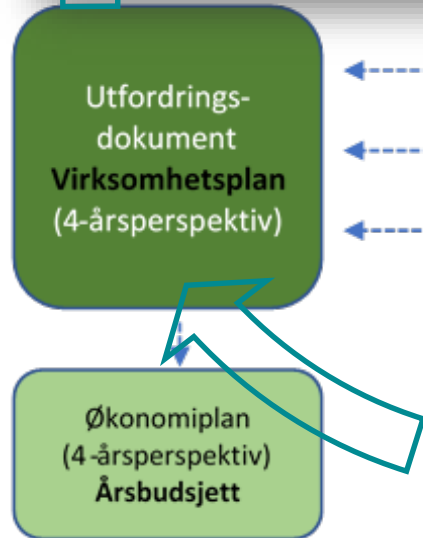 Utfordrings-
dokument
Virksomhetsplan
(4-årsperspektiv)
Økonomiplan
(4-årsperspektiv)
Årsbudsjett